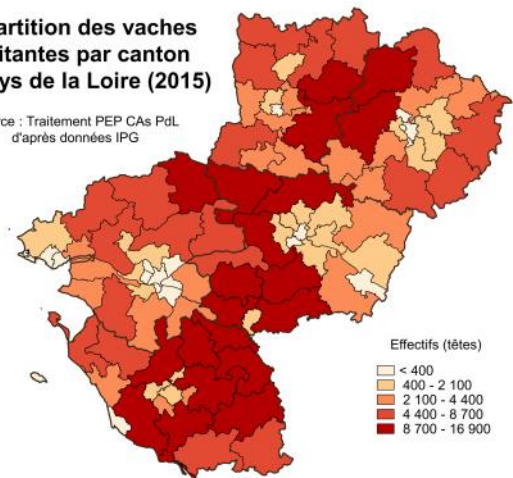 partition des vaches
itantes par canton
ys de la Loire (2015)
rce : Traitement PEP CAs PdL
d'après données IPG
Effectifs (têtes)
< 400
400 - 2 100
2 100 - 4 400
4 400 - 8 700
8 700 - 16 900